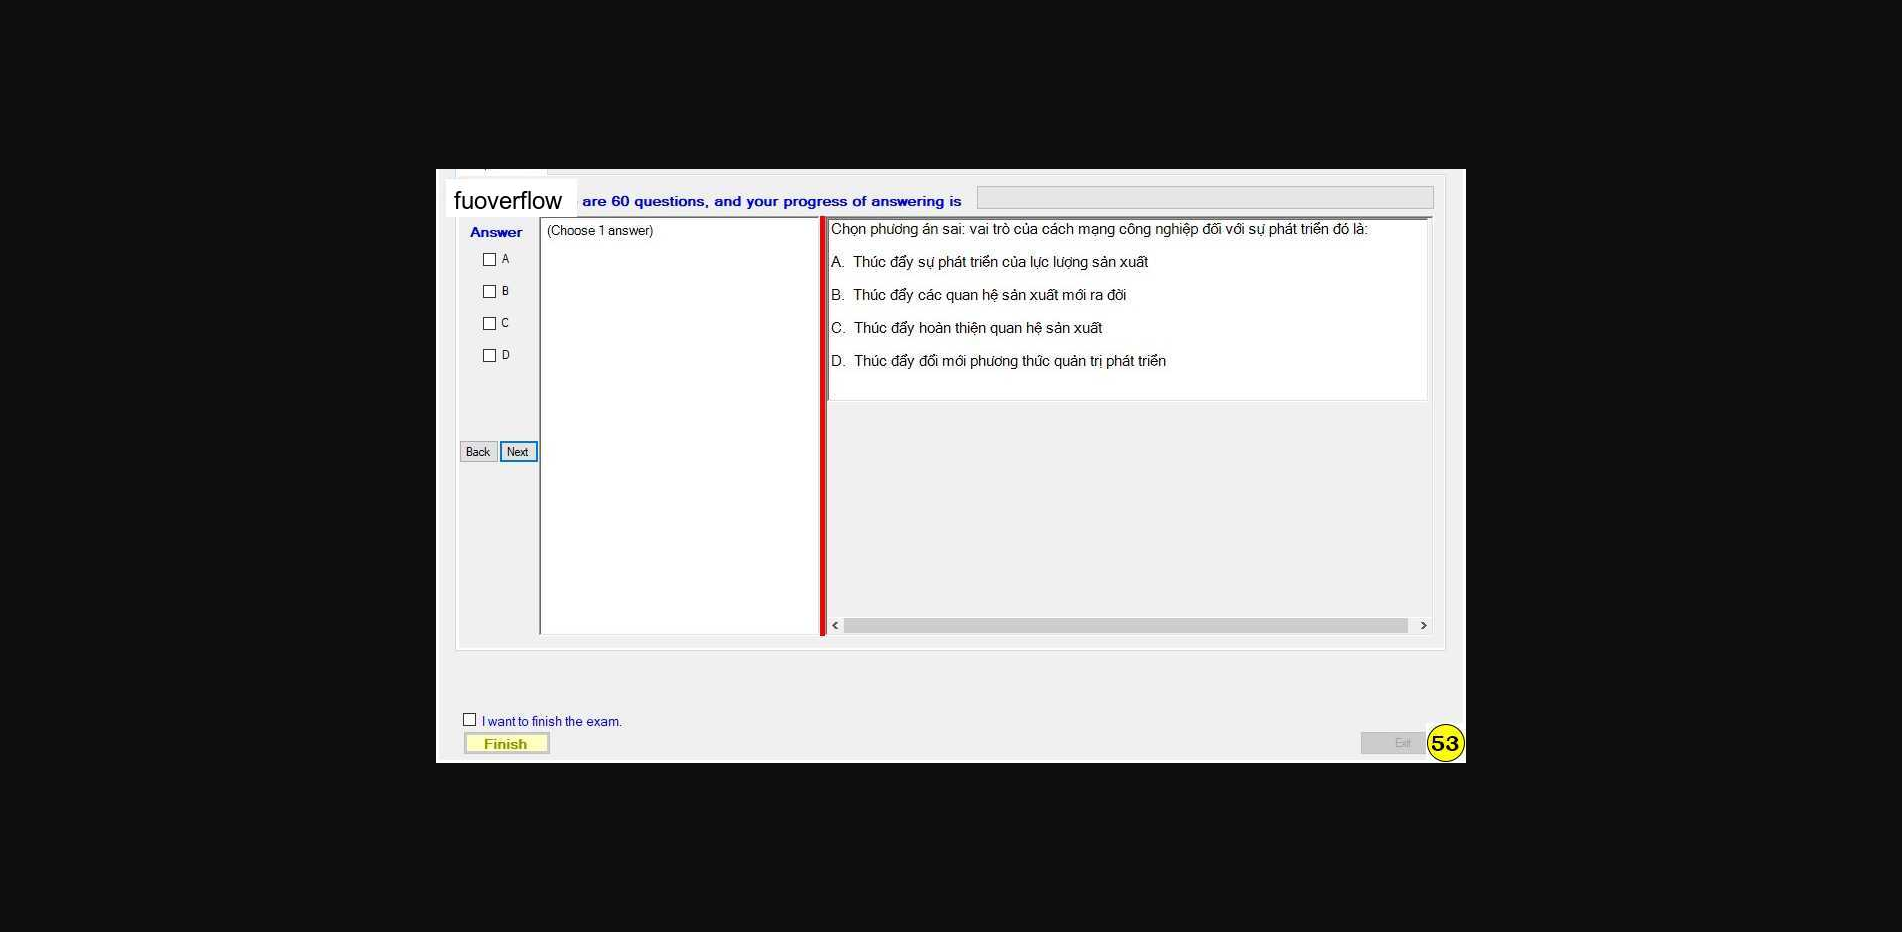 fuoverflow are 60 questions, and your progress of answering is
Answer
A
B
C
D
Back Next
(Choose 1 answer)
Chọn phương án sai: vai trò của cách mạng công nghiệp đối với sự phát triển đó là:
A. Thúc đẩy sự phát triển của lực lượng sản xuất
B. Thúc đẩy các quan hệ sản xuất mới ra đời
C. Thúc đẩy hoàn thiện quan hệ sản xuất
D. Thúc đẩy đổi mới phương thức quản trị phát triển
I want to finish the exam.
Finish
Exit
53